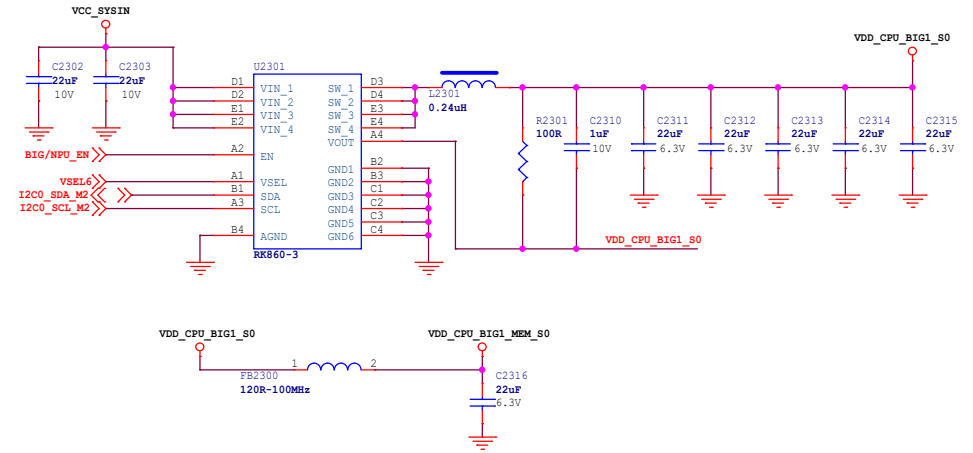 VCC_SYSIN
VDD_CPU_BIG1_S0
C2302
22uF
10V
C2303
22uF
10V
U2301
D1 VIN_1 SW_1 D3
D2 VIN_2 SW_2 D4
E1 VIN_3 SW_3 E3
E2 VIN_4 SW_4 E4
VOUT A4
BIG/NPU_EN A2 EN
GND1 B2
VSEL6 A1 VSEL GND2 B3
I2C0_SDA_M2 B1 SDA GND3 C1
I2C0_SCL_M2 A3 SCL GND4 C2
GND5 C3
B4 AGND GND6 C4
RK860-3
L2301
0.24uH
R2301
100R
C2310
1uF
10V
C2311
22uF
6.3V
C2312
22uF
6.3V
C2313
22uF
6.3V
C2314
22uF
6.3V
C2315
22uF
6.3V
VDD_CPU_BIG1_S0
VDD_CPU_BIG1_S0
VDD_CPU_BIG1_MEM_S0
1 2
FB2300
120R-100MHz
C2316
22uF
6.3V